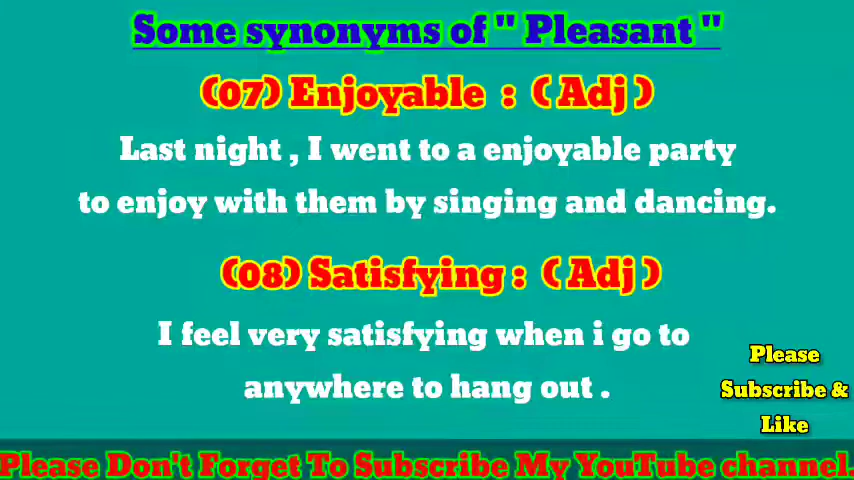 Some synonyms of " Pleasant "
(07) Enjoyable : ( Adj )
Last night , I went to a enjoyable party
to enjoy with them by singing and dancing.
(08) Satisfying : ( Adj )
I feel very satisfying when i go to
anywhere to hang out .
Please
Subscribe &
Like
Please Don't Forget To Subscribe My YouTube channel.